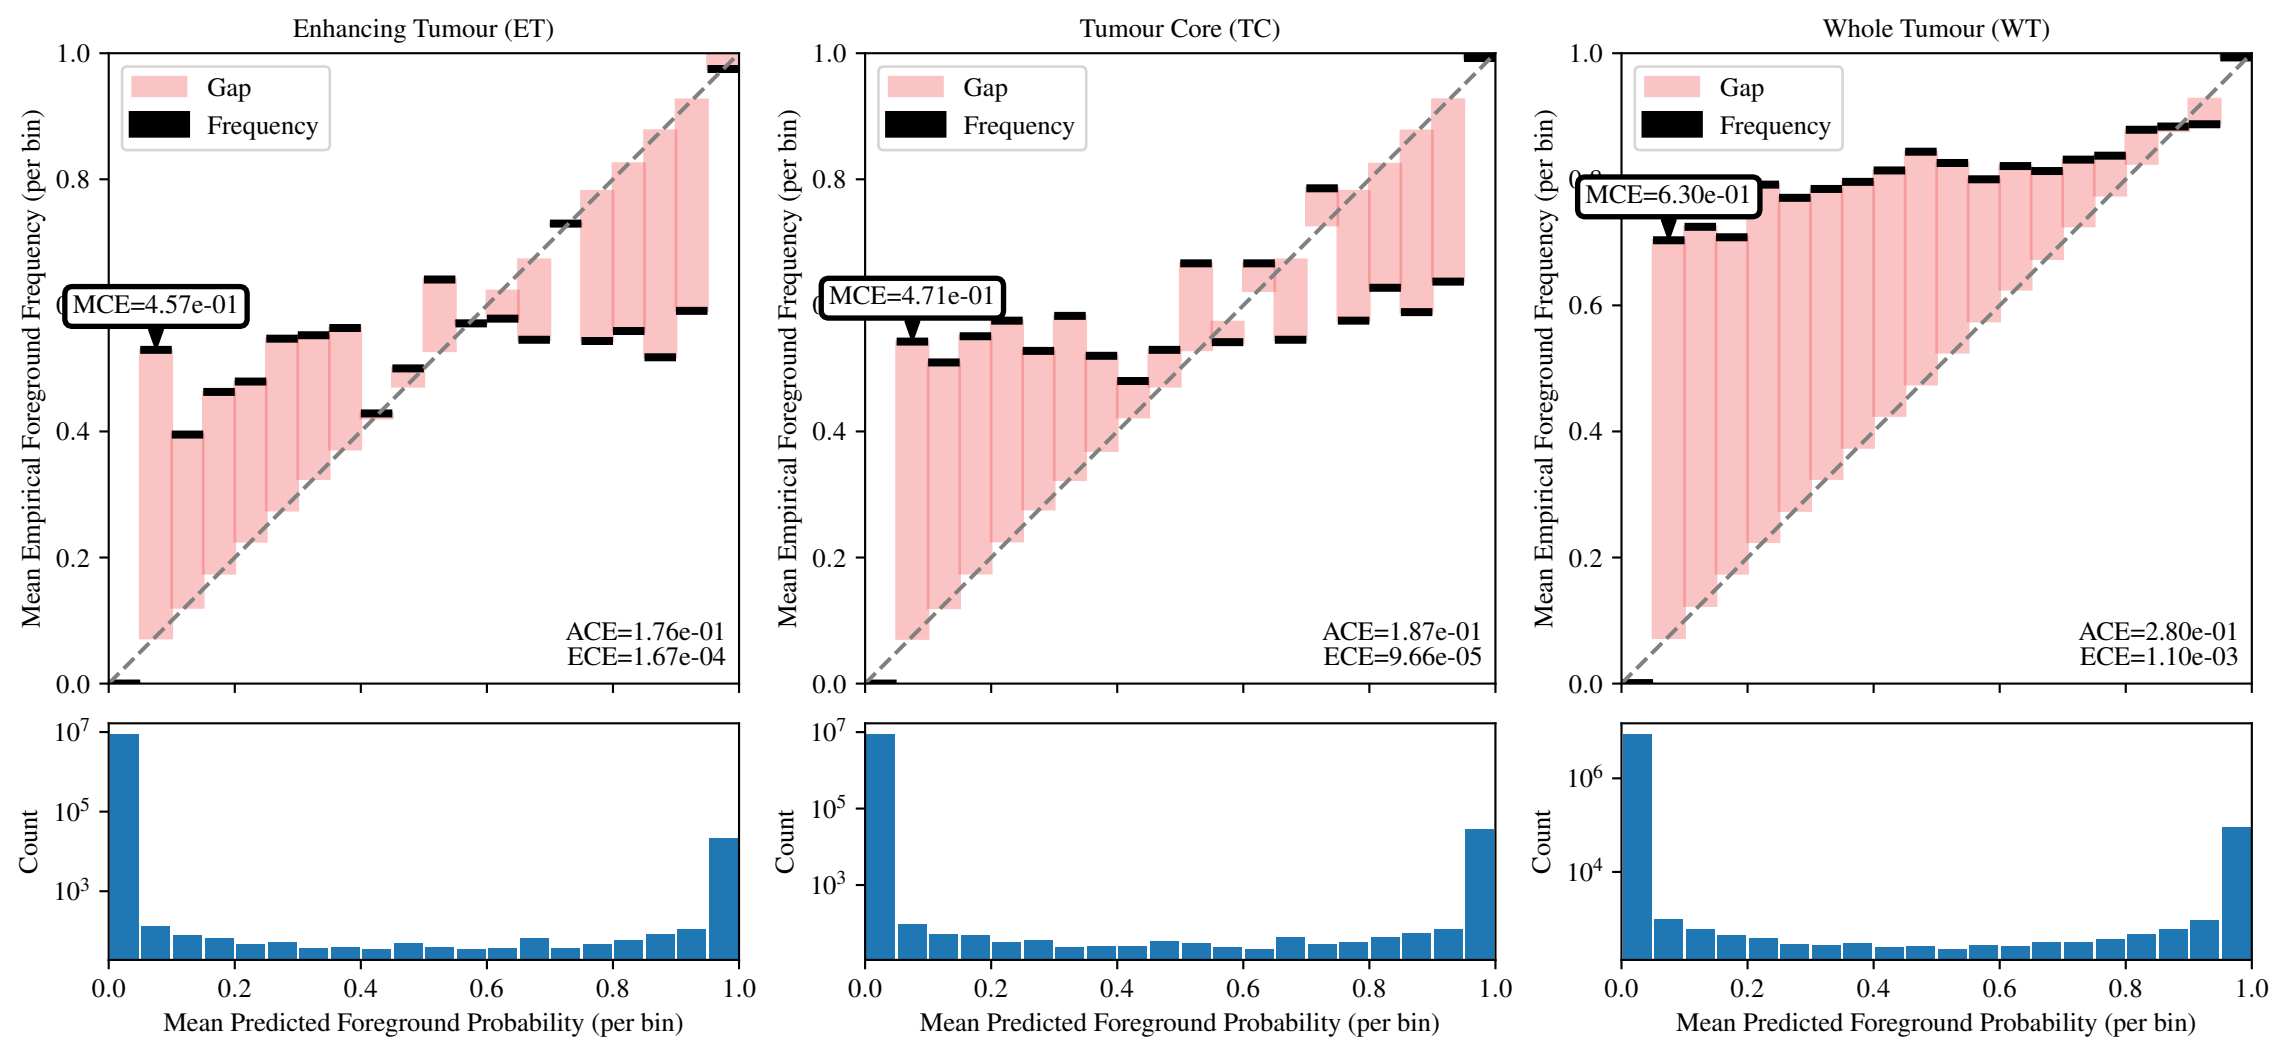 Enhancing Tumour (ET)
Mean Empirical Foreground Frequency (per bin)
1.0
0.8
0.4
0.2
0.0
Gap
Frequency
MCE=4.57e-01
ACE=1.76e-01
ECE=1.67e-04
Count
10^7
10^5
10^3
0.0 0.2 0.4 0.6 0.8 1.0
Mean Predicted Foreground Probability (per bin)
Tumour Core (TC)
Mean Empirical Foreground Frequency (per bin)
1.0
0.8
0.4
0.2
0.0
Gap
Frequency
MCE=4.71e-01
ACE=1.87e-01
ECE=9.66e-05
Count
10^7
10^5
10^3
0.0 0.2 0.4 0.6 0.8 1.0
Mean Predicted Foreground Probability (per bin)
Whole Tumour (WT)
Mean Empirical Foreground Frequency (per bin)
1.0
0.6
0.4
0.2
0.0
Gap
Frequency
MCE=6.30e-01
ACE=2.80e-01
ECE=1.10e-03
Count
10^6
10^4
0.0 0.2 0.4 0.6 0.8 1.0
Mean Predicted Foreground Probability (per bin)